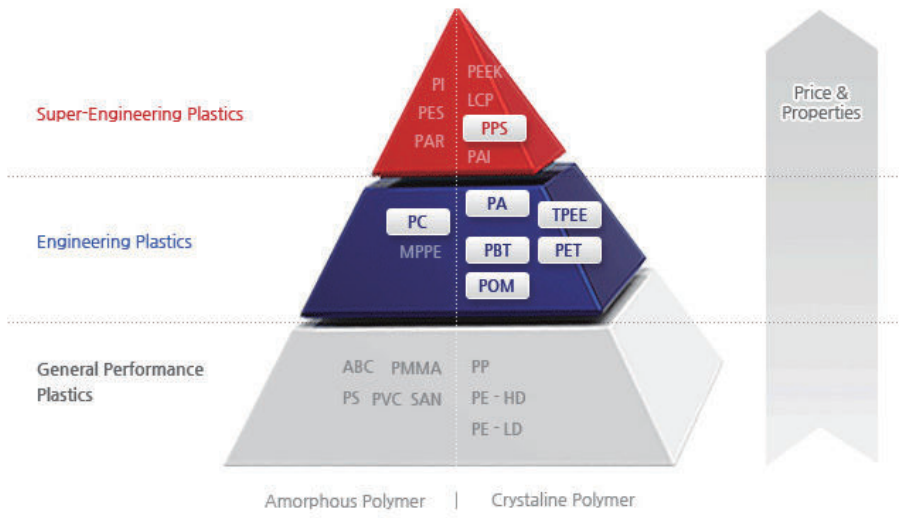 Super-Engineering Plastics
PI
PES
PAR
PEEK
LCP
PPS
PAI
Price &
Properties
Engineering Plastics
PC
MPPE
PA
TPEE
PBT PET
POM
General Performance
Plastics
ABC PMMA
PS PVC SAN
PP
PE - HD
PE - LD
Amorphous Polymer | Crystaline Polymer